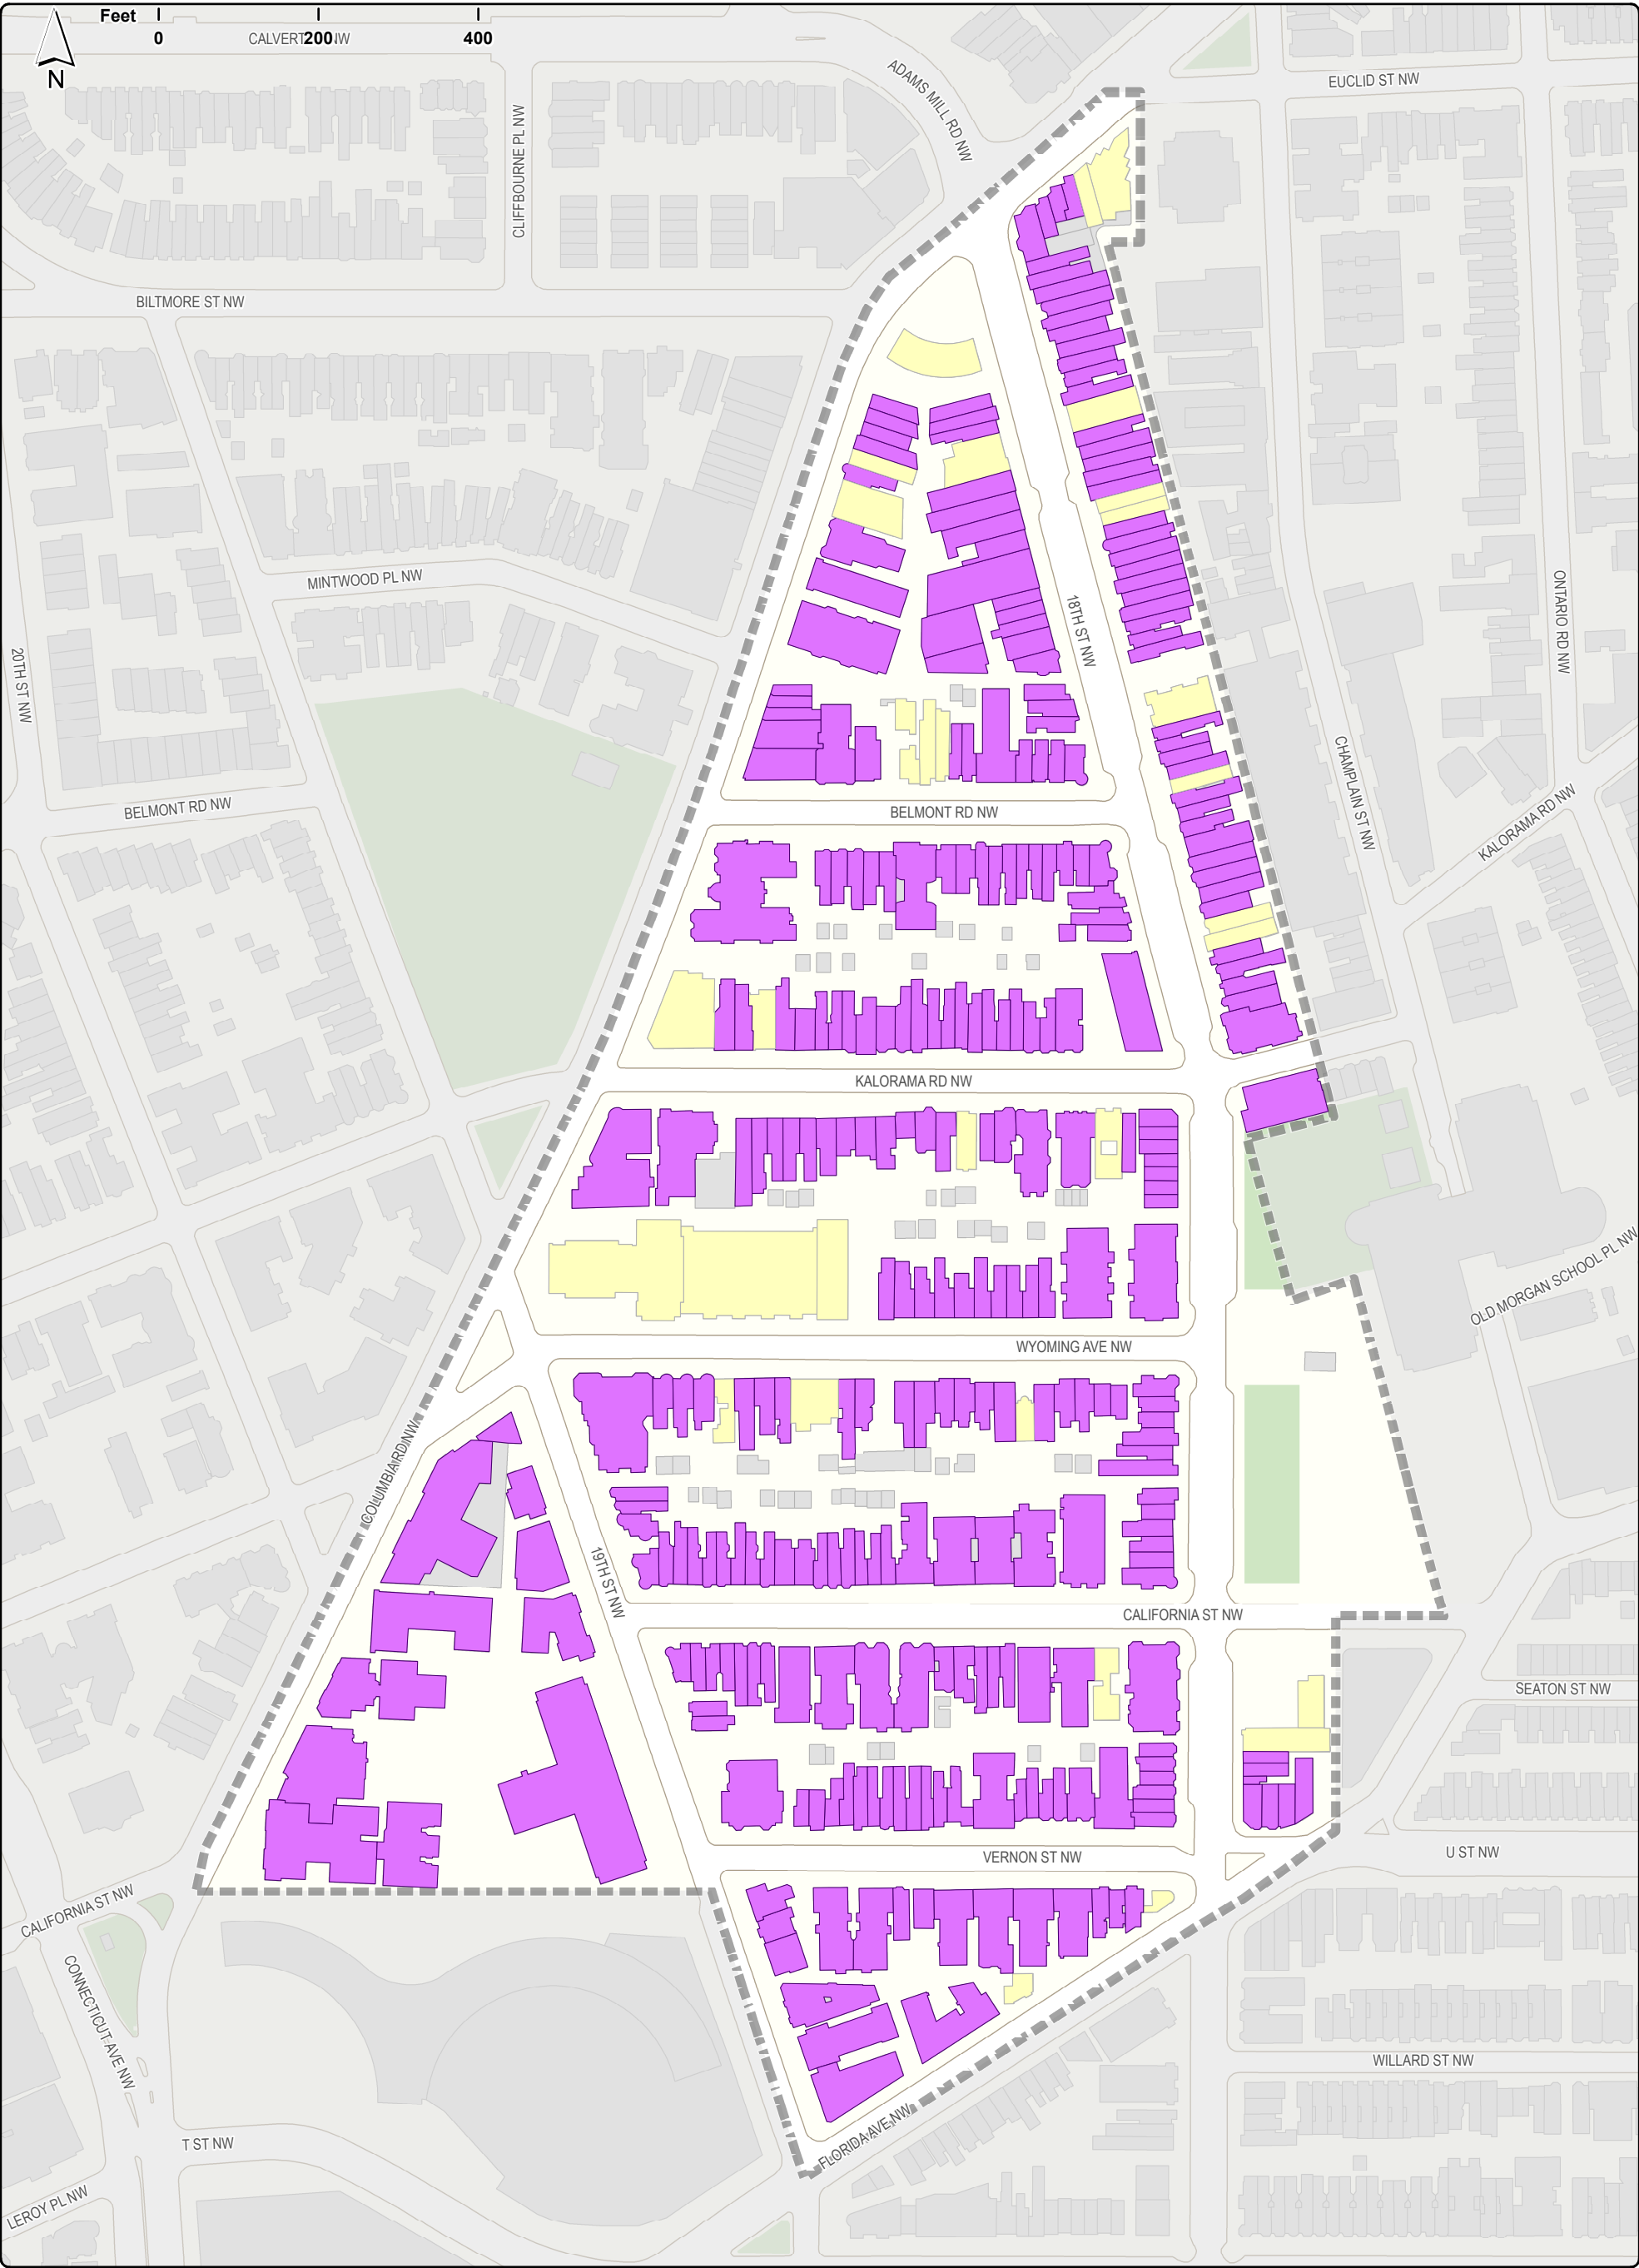 Feet
0 200 400
CALVERT ST NW
N
ADAMS MILL RD NW
EUCLID ST NW
CLIFFBOURNE PL NW
BILTMORE ST NW
MINTWOOD PL NW
18TH ST NW
ONTARIO RD NW
20TH ST NW
CHAMPLAIN ST NW
BELMONT RD NW
BELMONT RD NW
KALORAMA RD NW
KALORAMA RD NW
OLD MORGAN SCHOOL PL NW
WYOMING AVE NW
COLUMBIA RD NW
19TH ST NW
CALIFORNIA ST NW
SEATON ST NW
VERNON ST NW
U ST NW
CALIFORNIA ST NW
CONNECTICUT AVE NW
WILLARD ST NW
FLORIDA AVE NW
T ST NW
LEROY PL NW